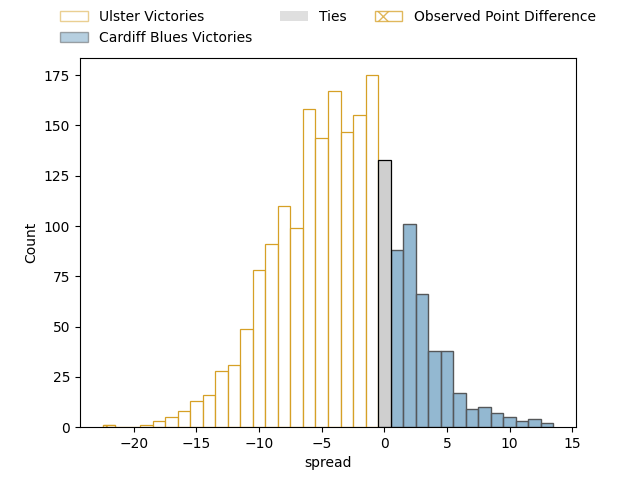 Ulster Victories
Cardiff Blues Victories
Ties
Observed Point Difference
175
150
125
100
75
50
25
0
Count
−20
−15
−10
−5
0
5
10
15
spread